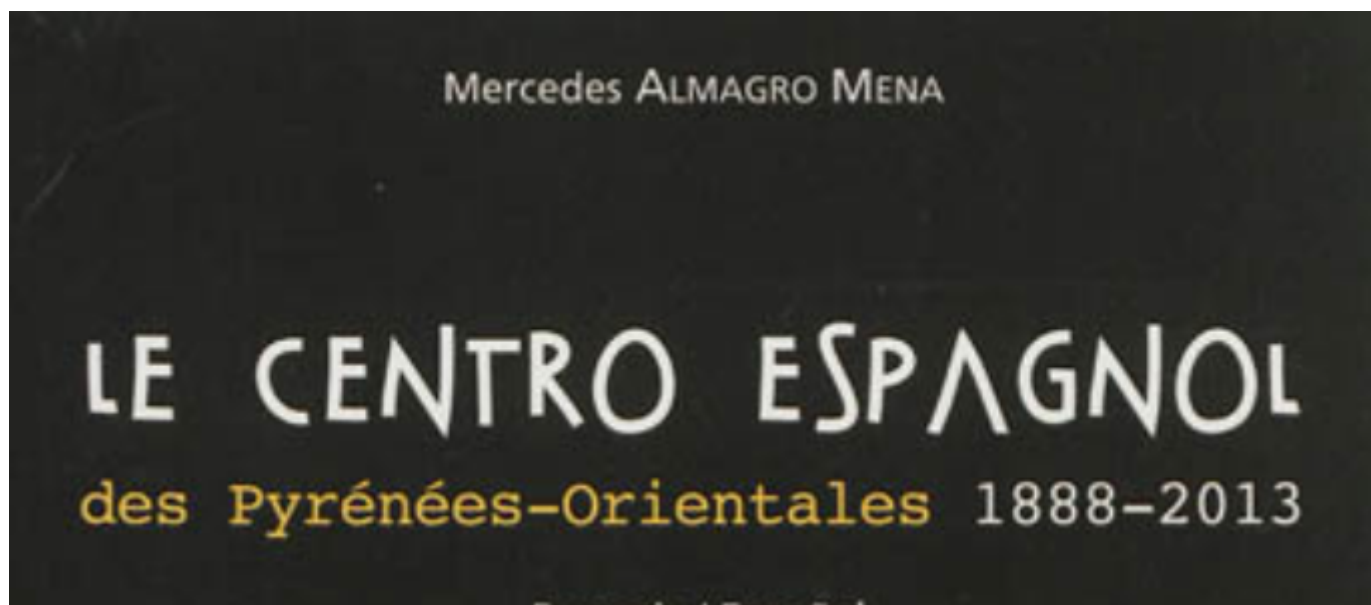 Mercedes ALMAGRO MENA
LE CENTRO ESPAGNOL
des Pyrénées-Orientales 1888-2013